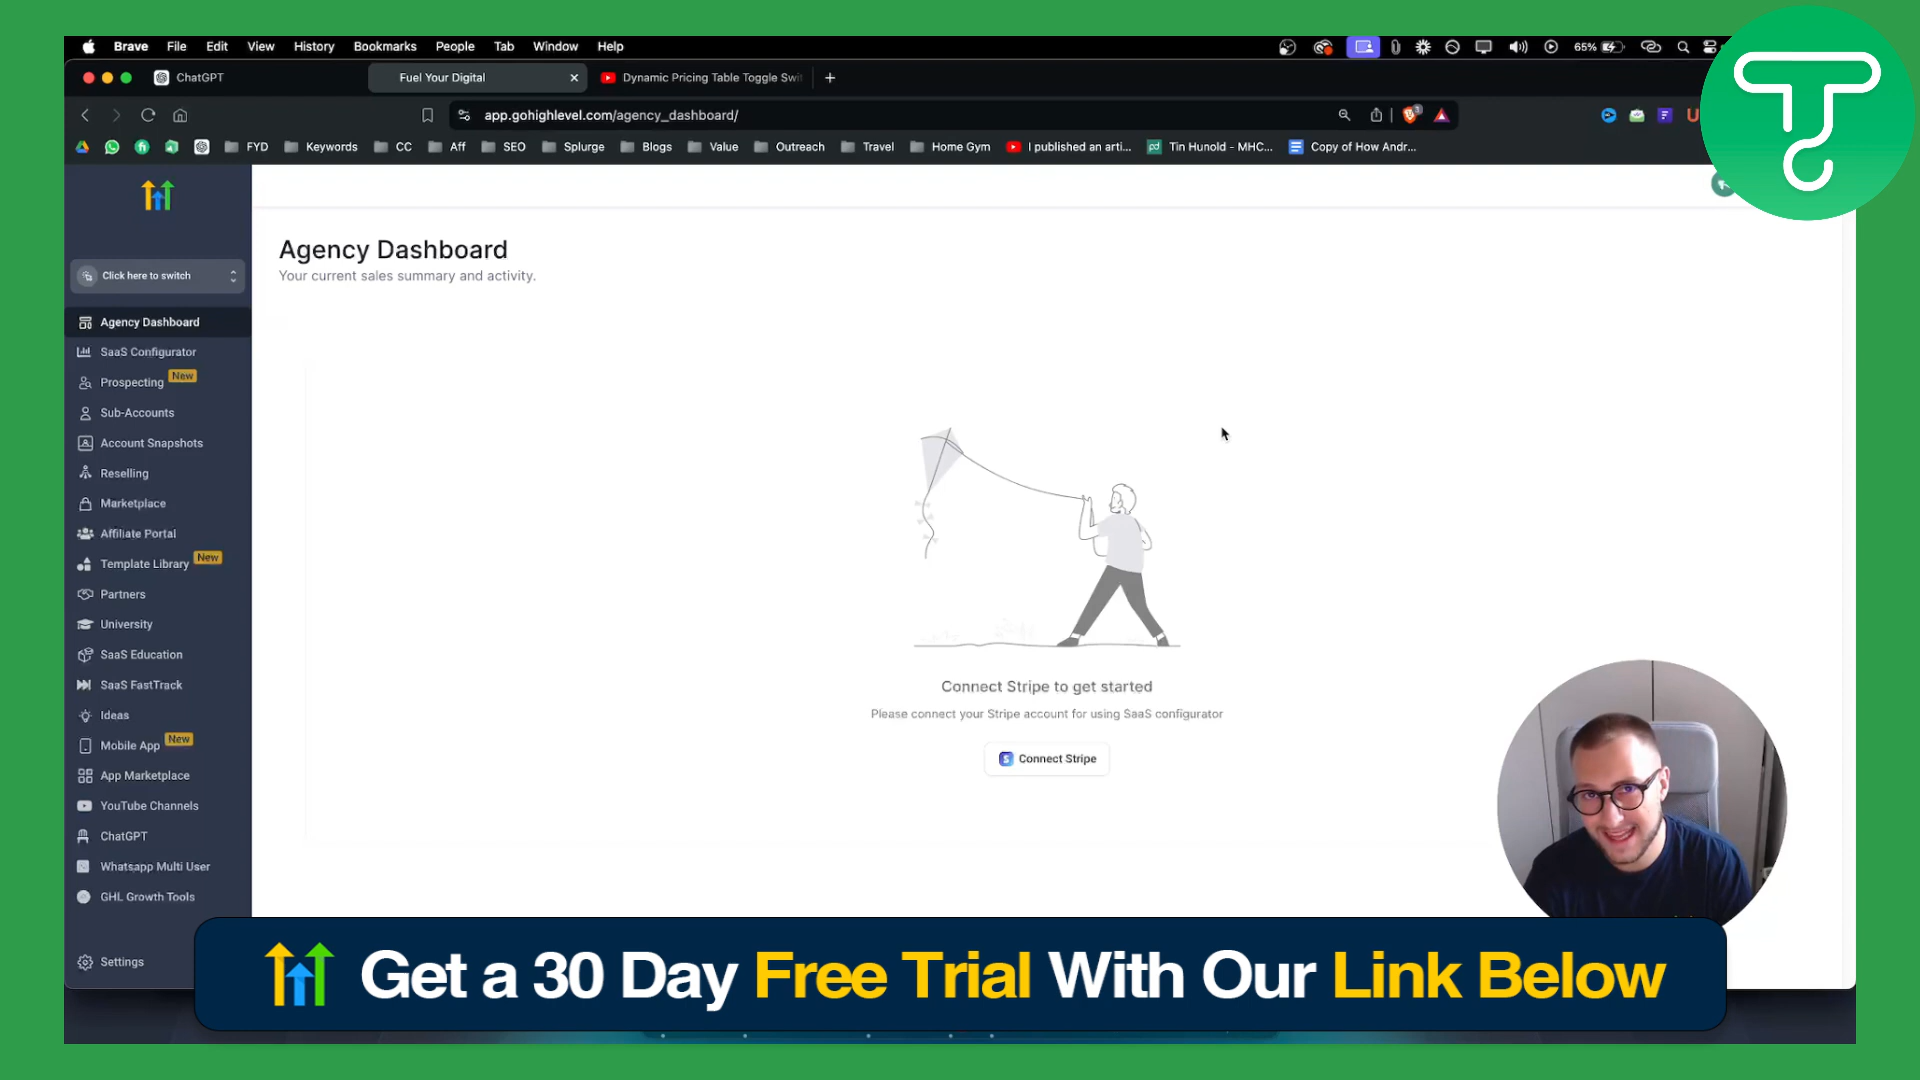 Brave File Edit View History Bookmarks People Tab Window Help
65%
ChatGPT
Fuel Your Digital
Dynamic Pricing Table Toggle Swit
app.gohighlevel.com/agency_dashboard/
FYD Keywords CC Aff SEO Splurge Blogs Value Outreach Travel Home Gym I published an arti... Tin Hunold - MHC... Copy of How Andr...
Click here to switch
Agency Dashboard
SaaS Configurator
Prospecting New
Sub-Accounts
Account Snapshots
Reselling
Marketplace
Affiliate Portal
Template Library New
Partners
University
SaaS Education
SaaS FastTrack
Ideas
Mobile App New
App Marketplace
YouTube Channels
ChatGPT
Whatsapp Multi User
GHL Growth Tools
Settings
Agency Dashboard
Your current sales summary and activity.
Connect Stripe to get started
Please connect your Stripe account for using SaaS configurator
Connect Stripe
Get a 30 Day Free Trial With Our Link Below